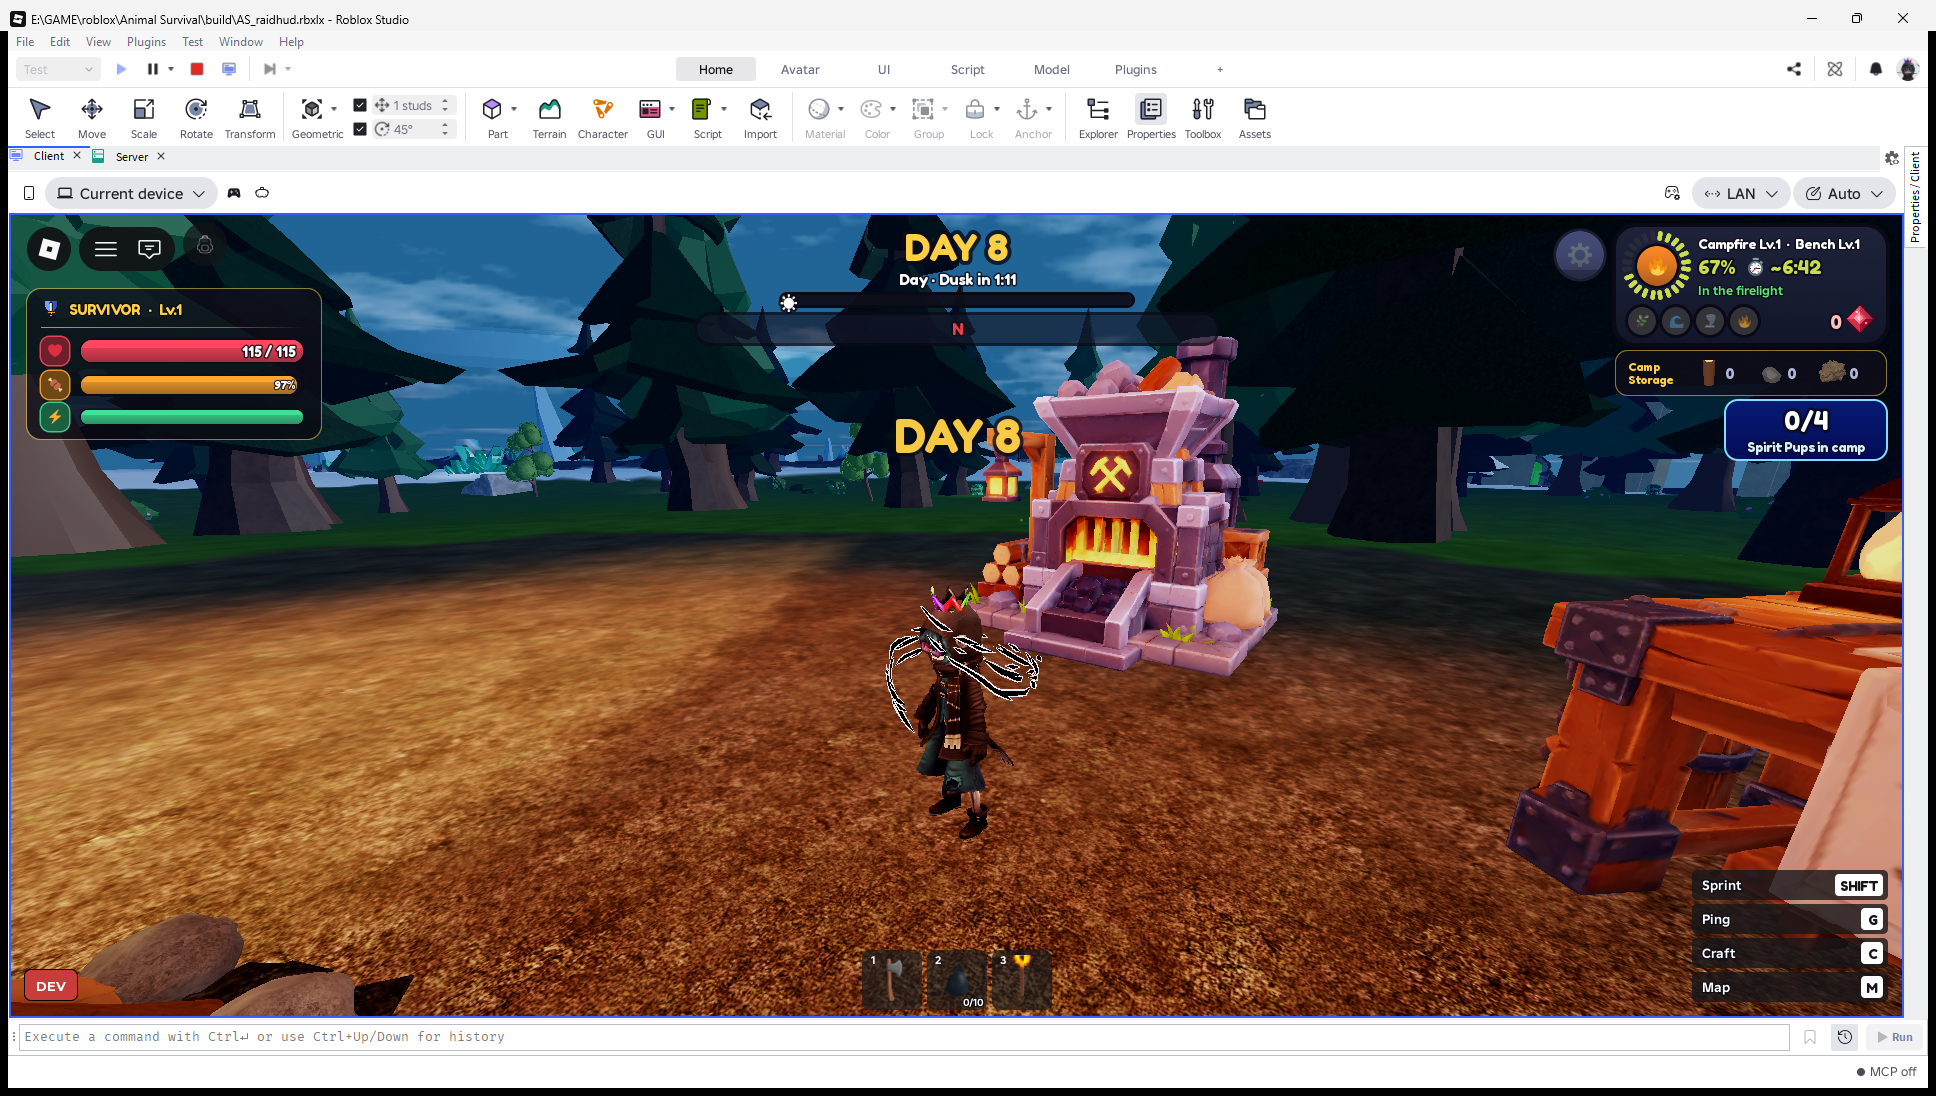 E:\GAME\roblox\Animal Survival\build\AS_raidhud.rbxlx - Roblox Studio
File Edit View Plugins Test Window Help
Test
Home Avatar UI Script Model Plugins +
Select Move Scale Rotate Transform Geometric
1 studs
45°
Part Terrain Character GUI Script Import Material Color Group Lock Anchor Explorer Properties Toolbox Assets
Client Server
Properties / Client
Current device
LAN Auto
DAY 8
Day · Dusk in 1:11
N
SURVIVOR · Lv.1
115 / 115
97%
Campfire Lv.1 · Bench Lv.1
67% ~6:42
In the firelight
0
Camp
Storage
0 0 0
0/4
Spirit Pups in camp
DAY 8
Sprint SHIFT
Ping G
Craft C
Map M
DEV
1 2 3
0/10
Execute a command with Ctrl↵ or use Ctrl+Up/Down for history
Run
MCP off